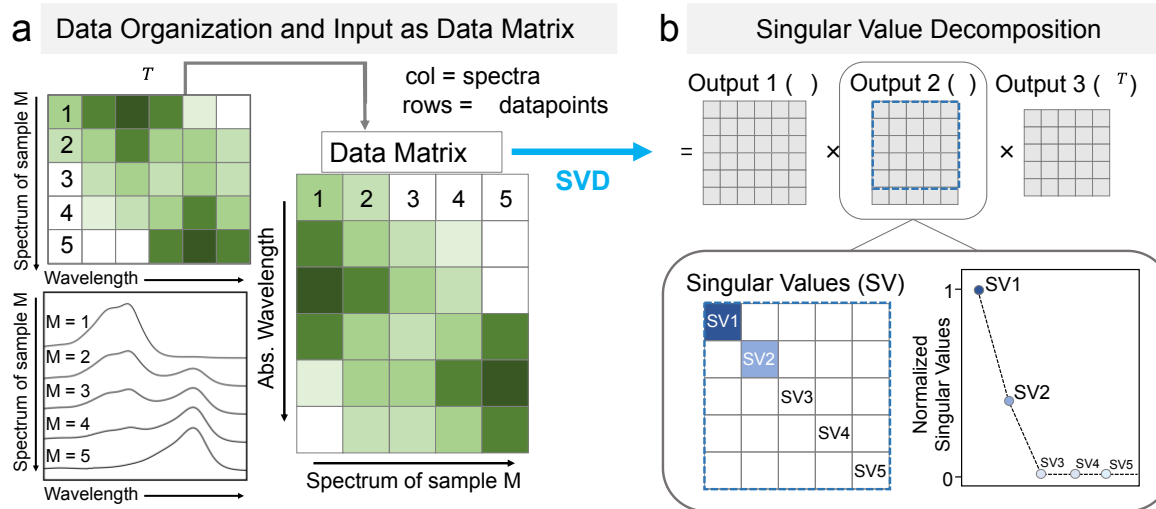 a
Data Organization and Input as Data Matrix
T
col = spectra
rows = datapoints
Spectrum of sample M
1
2
3
4
5
Wavelength
Data Matrix
1 2 3 4 5
Abs. Wavelength
Spectrum of sample M
Spectrum of sample M
M = 1
M = 2
M = 3
M = 4
M = 5
Wavelength
SVD
b
Singular Value Decomposition
Output 1 ( ) Output 2 ( ) Output 3 ( T)
= × ×
Singular Values (SV)
SV1
SV2
SV3
SV4
SV5
Normalized
Singular Values
1
0
SV1
SV2
SV3 SV4 SV5